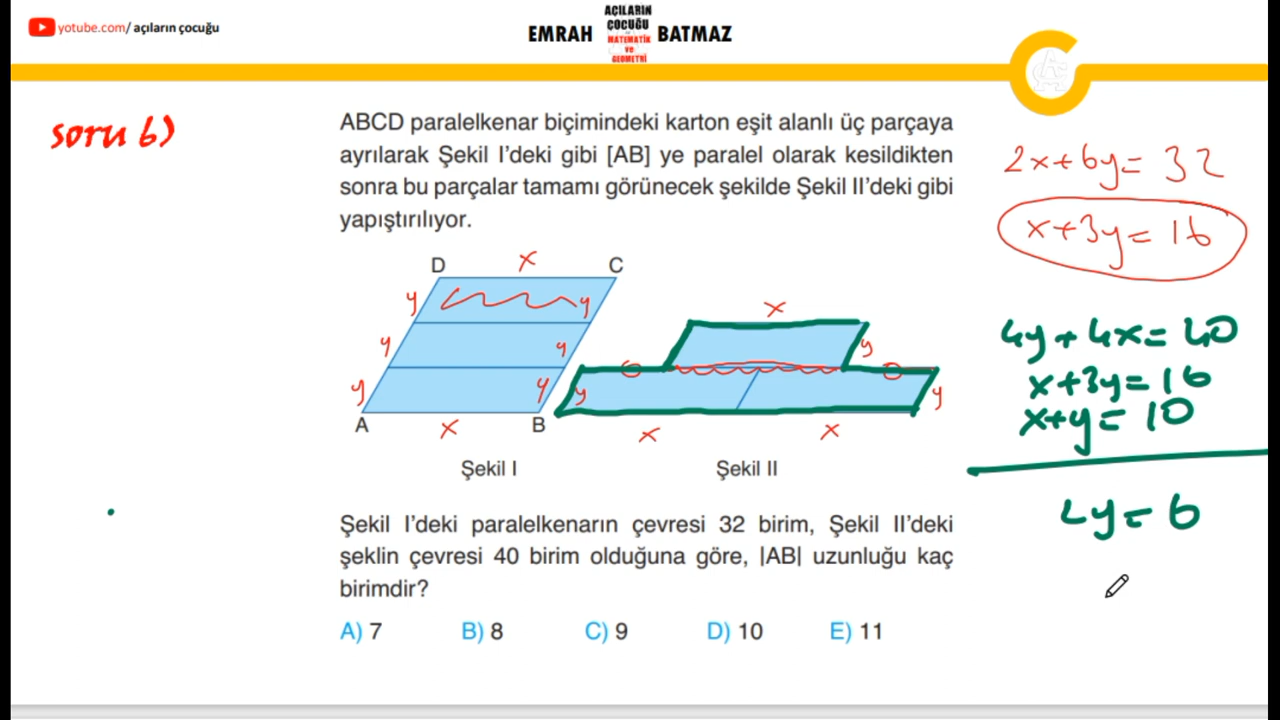 yotube.com/ açıların çocuğu
EMRAH
AÇILARIN
ÇOCUĞU
MATEMATİK
ve
GEOMETRİ
BATMAZ
soru 6)
ABCD paralelkenar biçimindeki karton eşit alanlı üç parçaya
ayrılarak Şekil I'deki gibi [AB] ye paralel olarak kesildikten
sonra bu parçalar tamamı görünecek şekilde Şekil II'deki gibi
yapıştırılıyor.
2x+6y=32
x+3y=16
D x C
y y
y y
y y
A x B
x
y
y y
x x
Şekil I
Şekil II
4y+4x=40
x+3y=16
x+y=10
2y=6
Şekil I'deki paralelkenarın çevresi 32 birim, Şekil II'deki
şeklin çevresi 40 birim olduğuna göre, |AB| uzunluğu kaç
birimdir?
A) 7 B) 8 C) 9 D) 10 E) 11